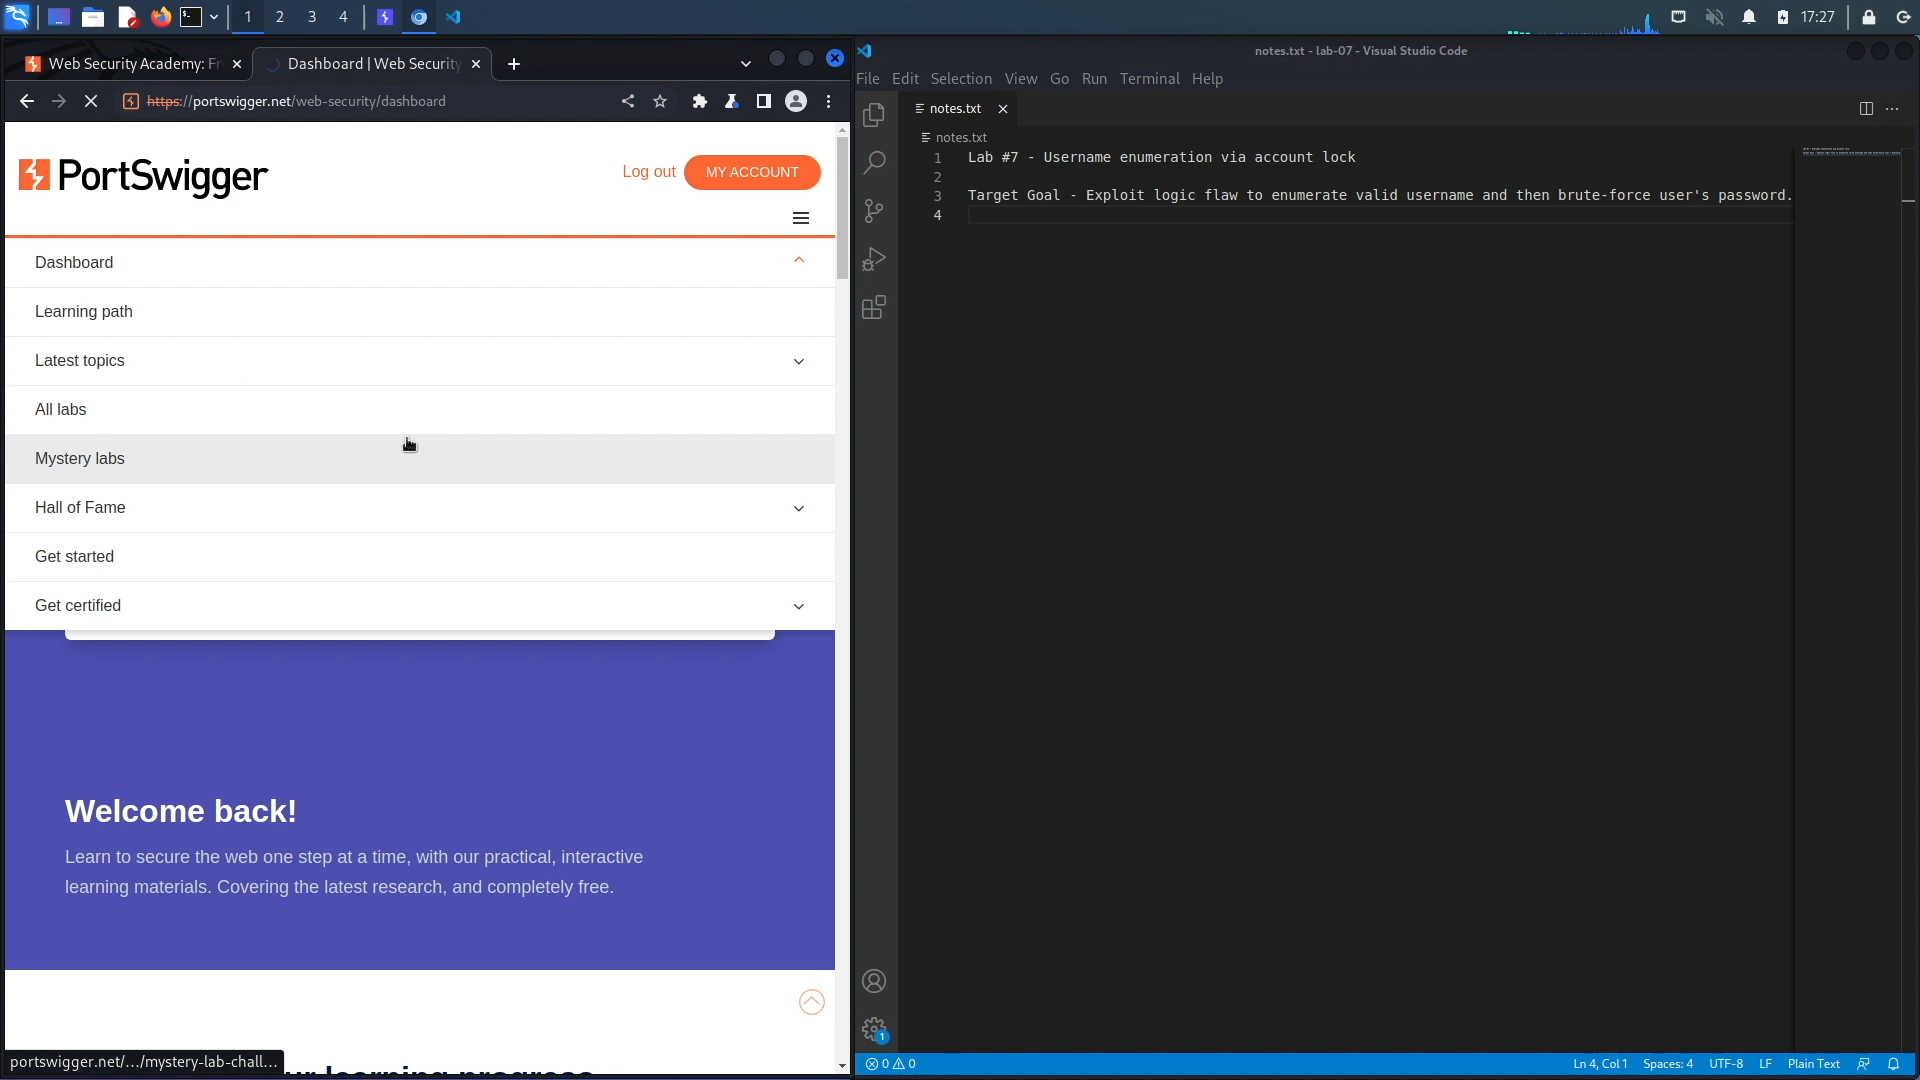 1 2 3 4 17:27
Web Security Academy: Fr
Dashboard | Web Security
https://portswigger.net/web-security/dashboard
PortSwigger
Log out
MY ACCOUNT
Dashboard
Learning path
Latest topics
All labs
Mystery labs
Hall of Fame
Get started
Get certified
Welcome back!
Learn to secure the web one step at a time, with our practical, interactive
learning materials. Covering the latest research, and completely free.
ur learning progress
portswigger.net/.../mystery-lab-chall...
notes.txt - lab-07 - Visual Studio Code
File Edit Selection View Go Run Terminal Help
notes.txt
notes.txt
1 Lab #7 - Username enumeration via account lock
2
3 Target Goal - Exploit logic flaw to enumerate valid username and then brute-force user's password.
4
1
0 0 Ln 4, Col 1 Spaces: 4 UTF-8 LF Plain Text